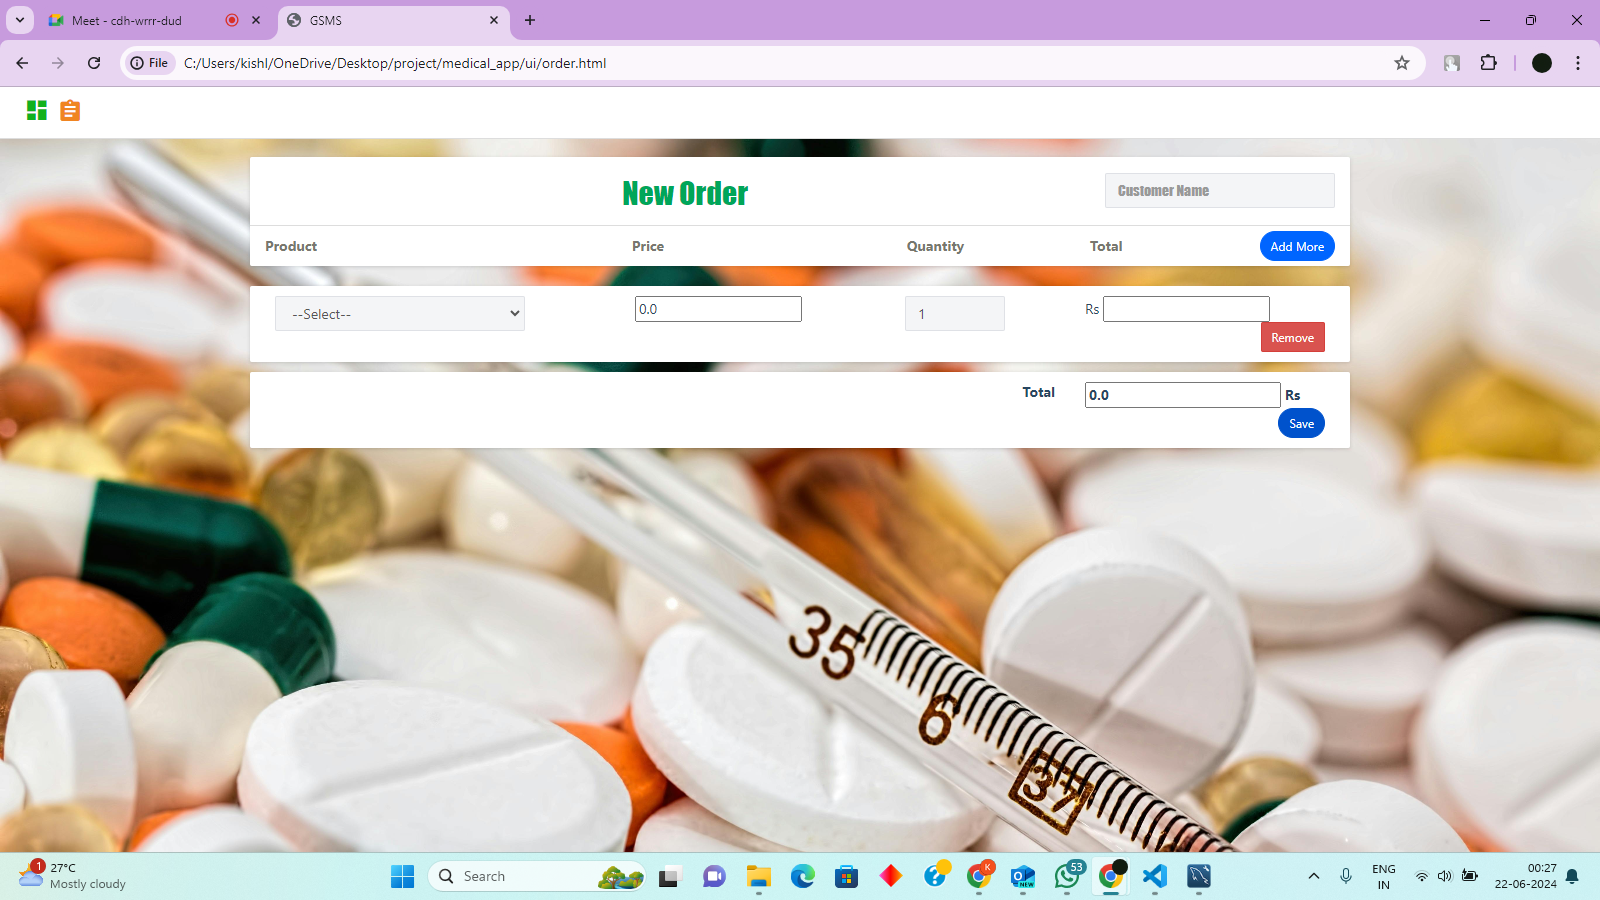 Meet - cdh-wrrr-dud
GSMS
File
C:/Users/kishl/OneDrive/Desktop/project/medical_app/ui/order.html
New Order
Customer Name
Product
Price
Quantity
Total
Add More
--Select--
0.0
1
Rs
Remove
Total
0.0
Rs
Save
35
6
37
1
27°C
Mostly cloudy
Search
K
NEW
53
ENG
IN
00:27
22-06-2024